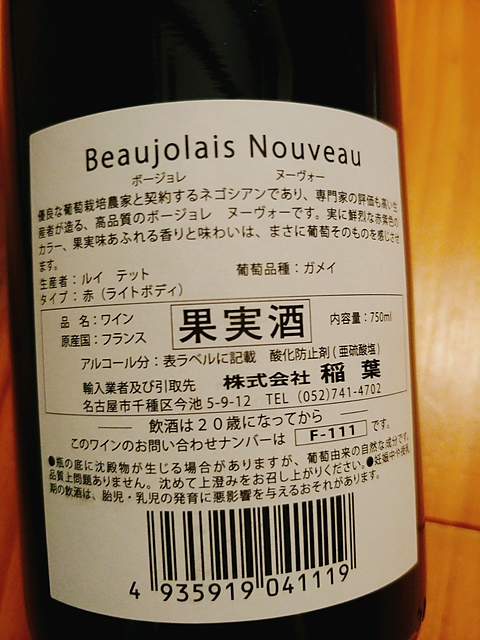 Beaujolais Nouveau
ボージョレ ヌーヴォー
優良な葡萄栽培農家と契約するネゴシアンであり、専門家の評価も高い生
産者が造る、高品質のボージョレ ヌーヴォーです。実に鮮烈な赤紫色の
カラー、果実味あふれる香りと味わいは、まさに葡萄そのものを感じさせ
ます。
生産者：ルイ テット 葡萄品種：ガメイ
タイプ：赤（ライトボディ）
品 名：ワイン 果実酒 内容量：750ml
原産国：フランス
アルコール分：表ラベルに記載 酸化防止剤(亜硫酸塩)
輸入業者及び引取先 株式会社 稲葉
名古屋市千種区今池 5-9-12 TEL (052)741-4702
飲酒は２０歳になってから
このワインのお問い合わせナンバーは F-111 です。
●瓶の底に沈殿物が生じる場合がありますが、葡萄由来の自然な成分です。
品質上問題ありません。沈めて上澄みをお召し上がりください。●妊娠中や授乳
期の飲酒は、胎児・乳児の発育に悪影響を与えるおそれがあります。
4 935919 041119